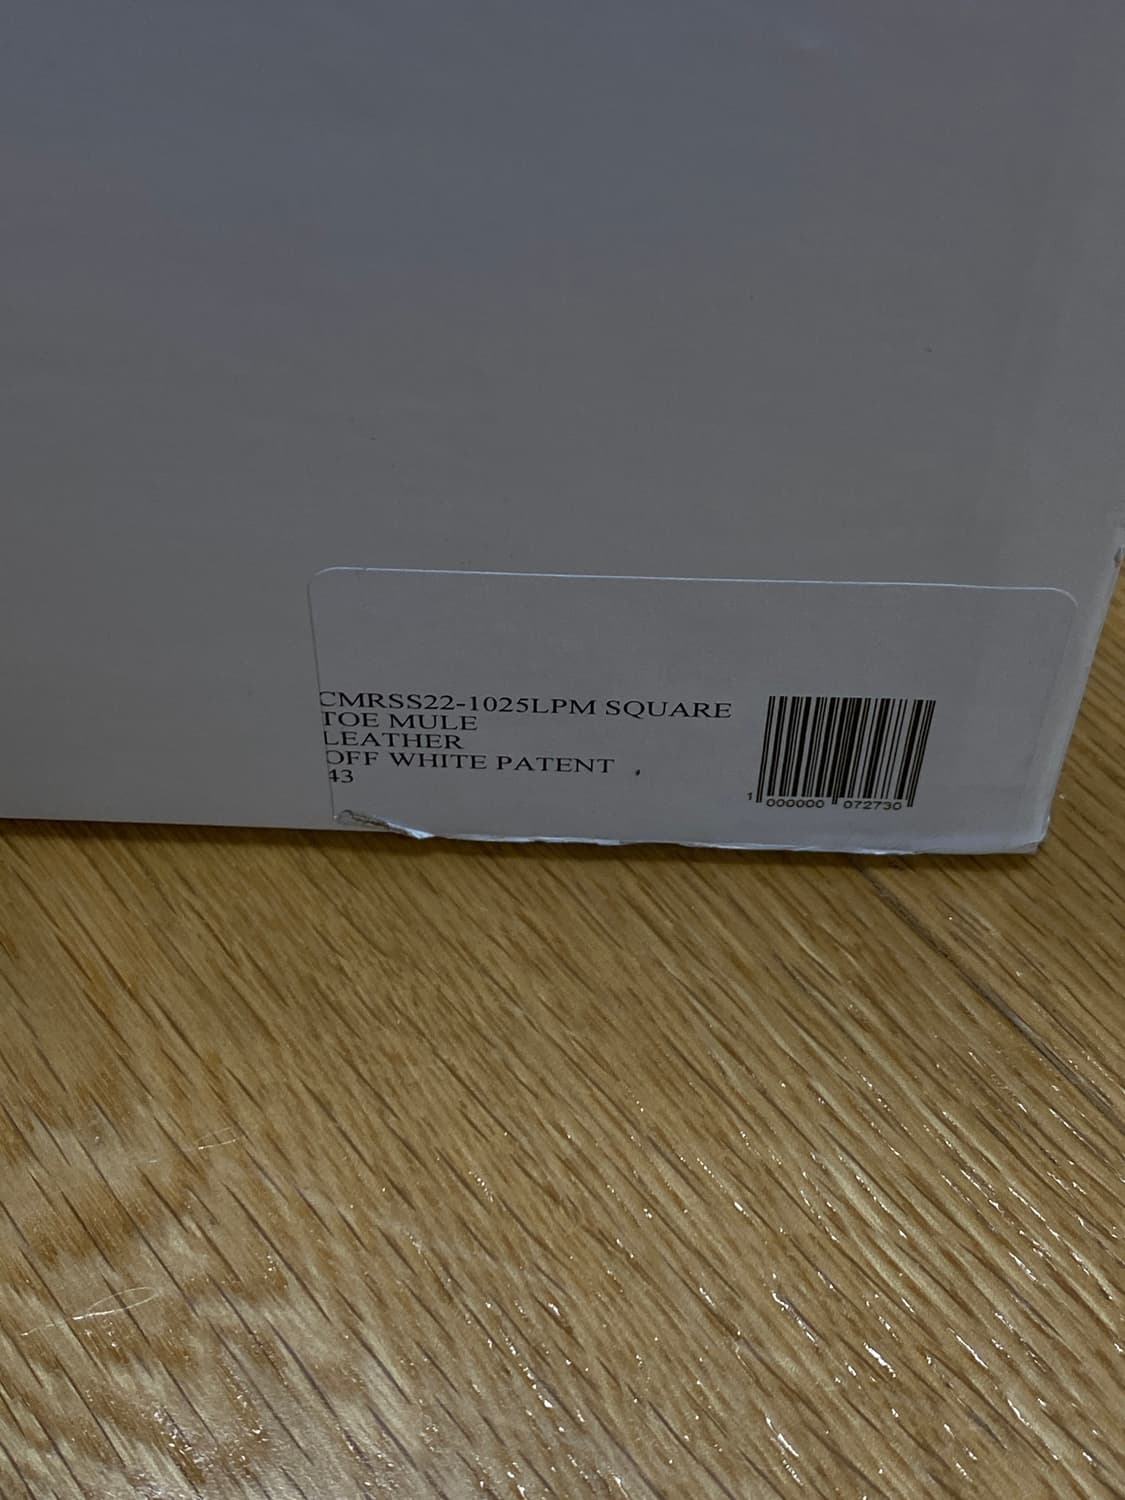 CMRSS22-1025LPM SQUARE
TOE MULE
LEATHER
OFF WHITE PATENT
43
1 000000 072730